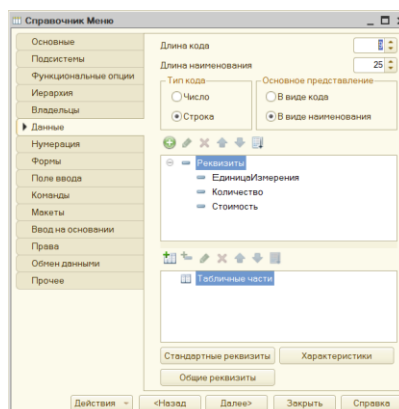 Справочник Меню
Основные
Подсистемы
Функциональные опции
Иерархия
Владельцы
Данные
Нумерация
Формы
Поле ввода
Команды
Макеты
Ввод на основании
Права
Обмен данными
Прочее
Длина кода
Длина наименования 25
Тип кода
Число
Строка
Основное представление
В виде кода
В виде наименования
Реквизиты
ЕдиницаИзмерения
Количество
Стоимость
Табличные части
Стандартные реквизиты Характеристики
Общие реквизиты
Действия <Назад Далее> Закрыть Справка